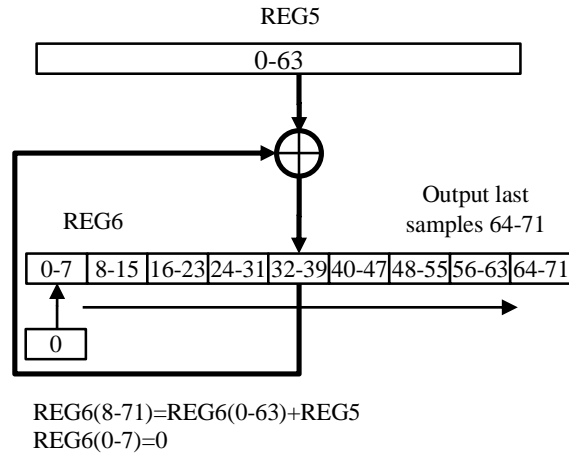 REG5
0-63
Output last
samples 64-71
REG6
0-7 8-15 16-23 24-31 32-39 40-47 48-55 56-63 64-71
0
REG6(8-71)=REG6(0-63)+REG5
REG6(0-7)=0